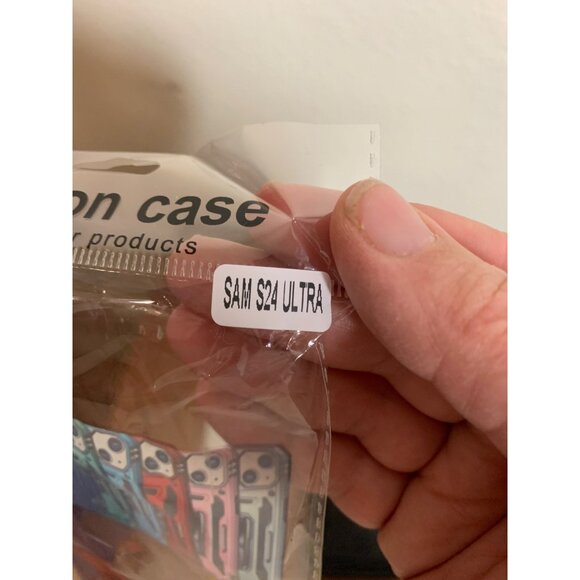 on case
r products
SAM S24 ULTRA